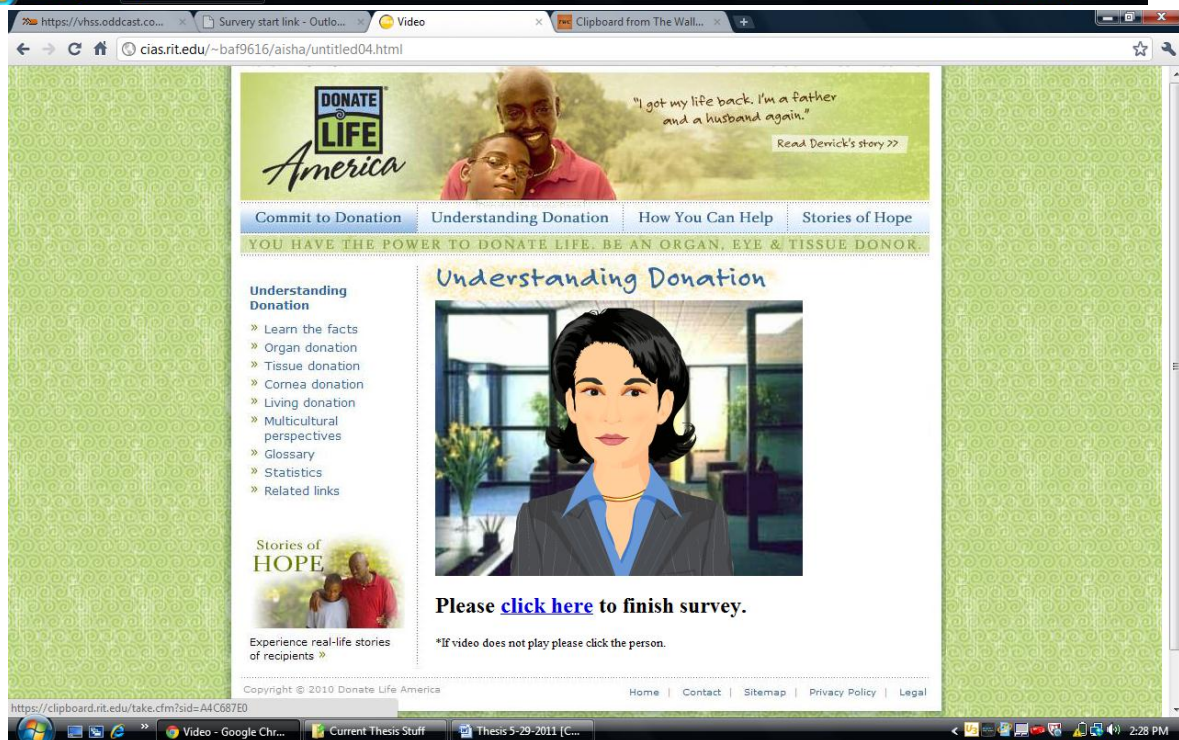 https://vhss.oddcast.co...
Survery start link - Outlo...
Video
Clipboard from The Wall...
cias.rit.edu/~baf9616/aisha/untitled04.html
DONATE
LIFE
America
"I got my life back. I'm a father
and a husband again."
Read Derrick's story >>
Commit to Donation
Understanding Donation
How You Can Help
Stories of Hope
YOU HAVE THE POWER TO DONATE LIFE. BE AN ORGAN, EYE & TISSUE DONOR.
Understanding
Donation
» Learn the facts
» Organ donation
» Tissue donation
» Cornea donation
» Living donation
» Multicultural
perspectives
» Glossary
» Statistics
» Related links
Stories of
HOPE
Experience real-life stories
of recipients »
Understanding Donation
Please click here to finish survey.
*If video does not play please click the person.
Copyright © 2010 Donate Life America
Home | Contact | Sitemap | Privacy Policy | Legal
https://clipboard.rit.edu/take.cfm?sid=A4C687E0
Video - Google Chr...
Current Thesis Stuff
Thesis 5-29-2011 [C...
2:28 PM